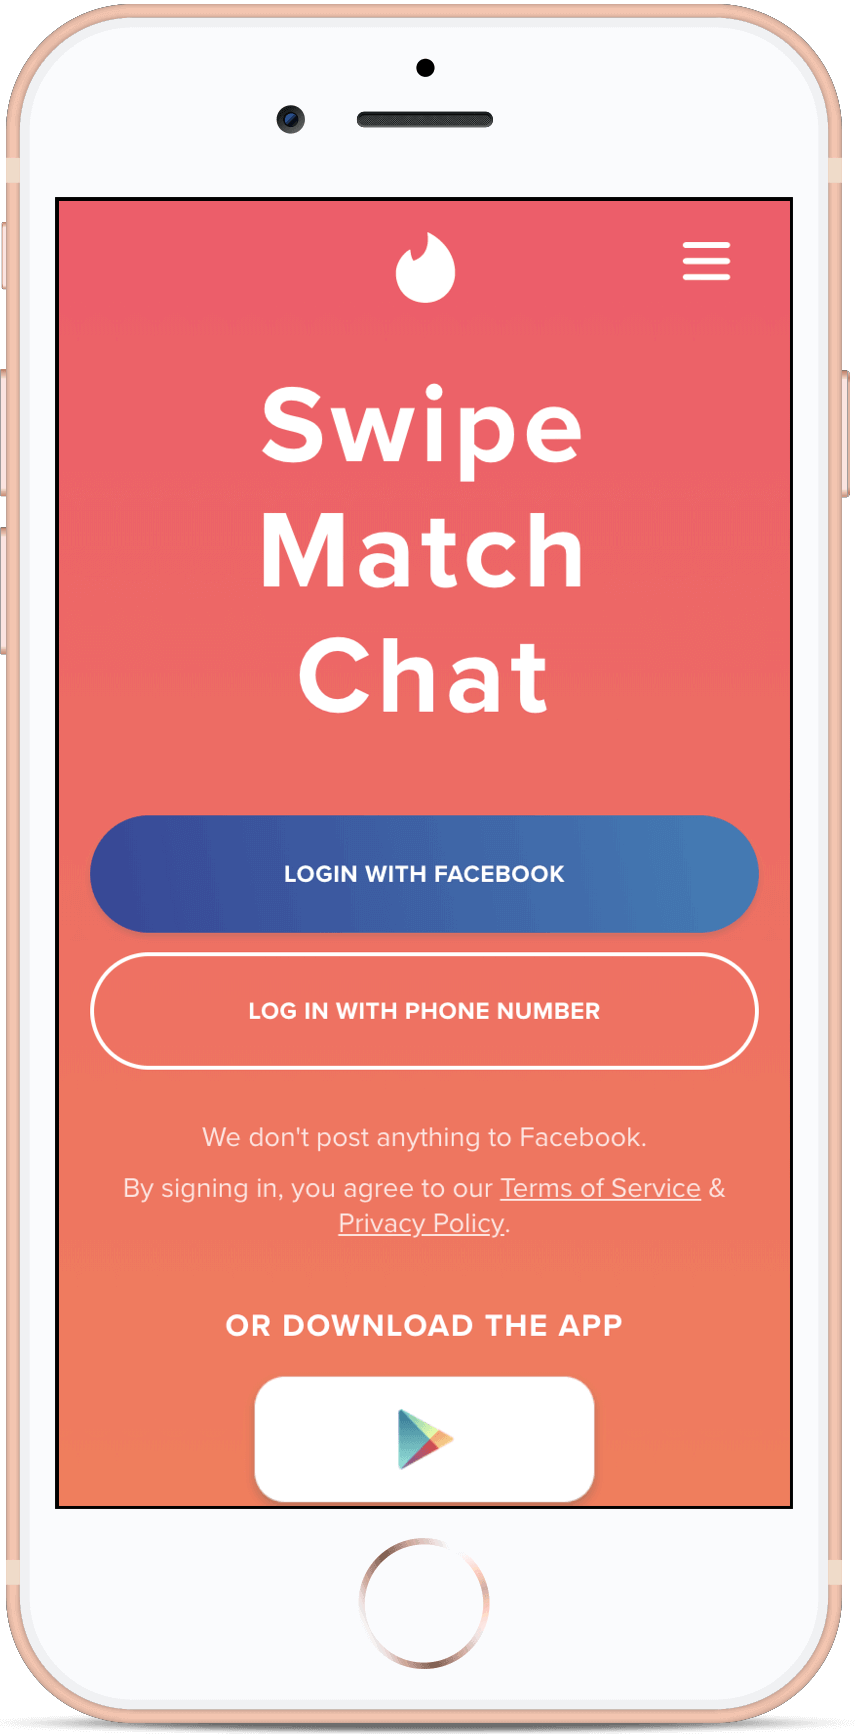 Swipe
Match
Chat
LOGIN WITH FACEBOOK
LOG IN WITH PHONE NUMBER
We don't post anything to Facebook.
By signing in, you agree to our Terms of Service &
Privacy Policy.
OR DOWNLOAD THE APP